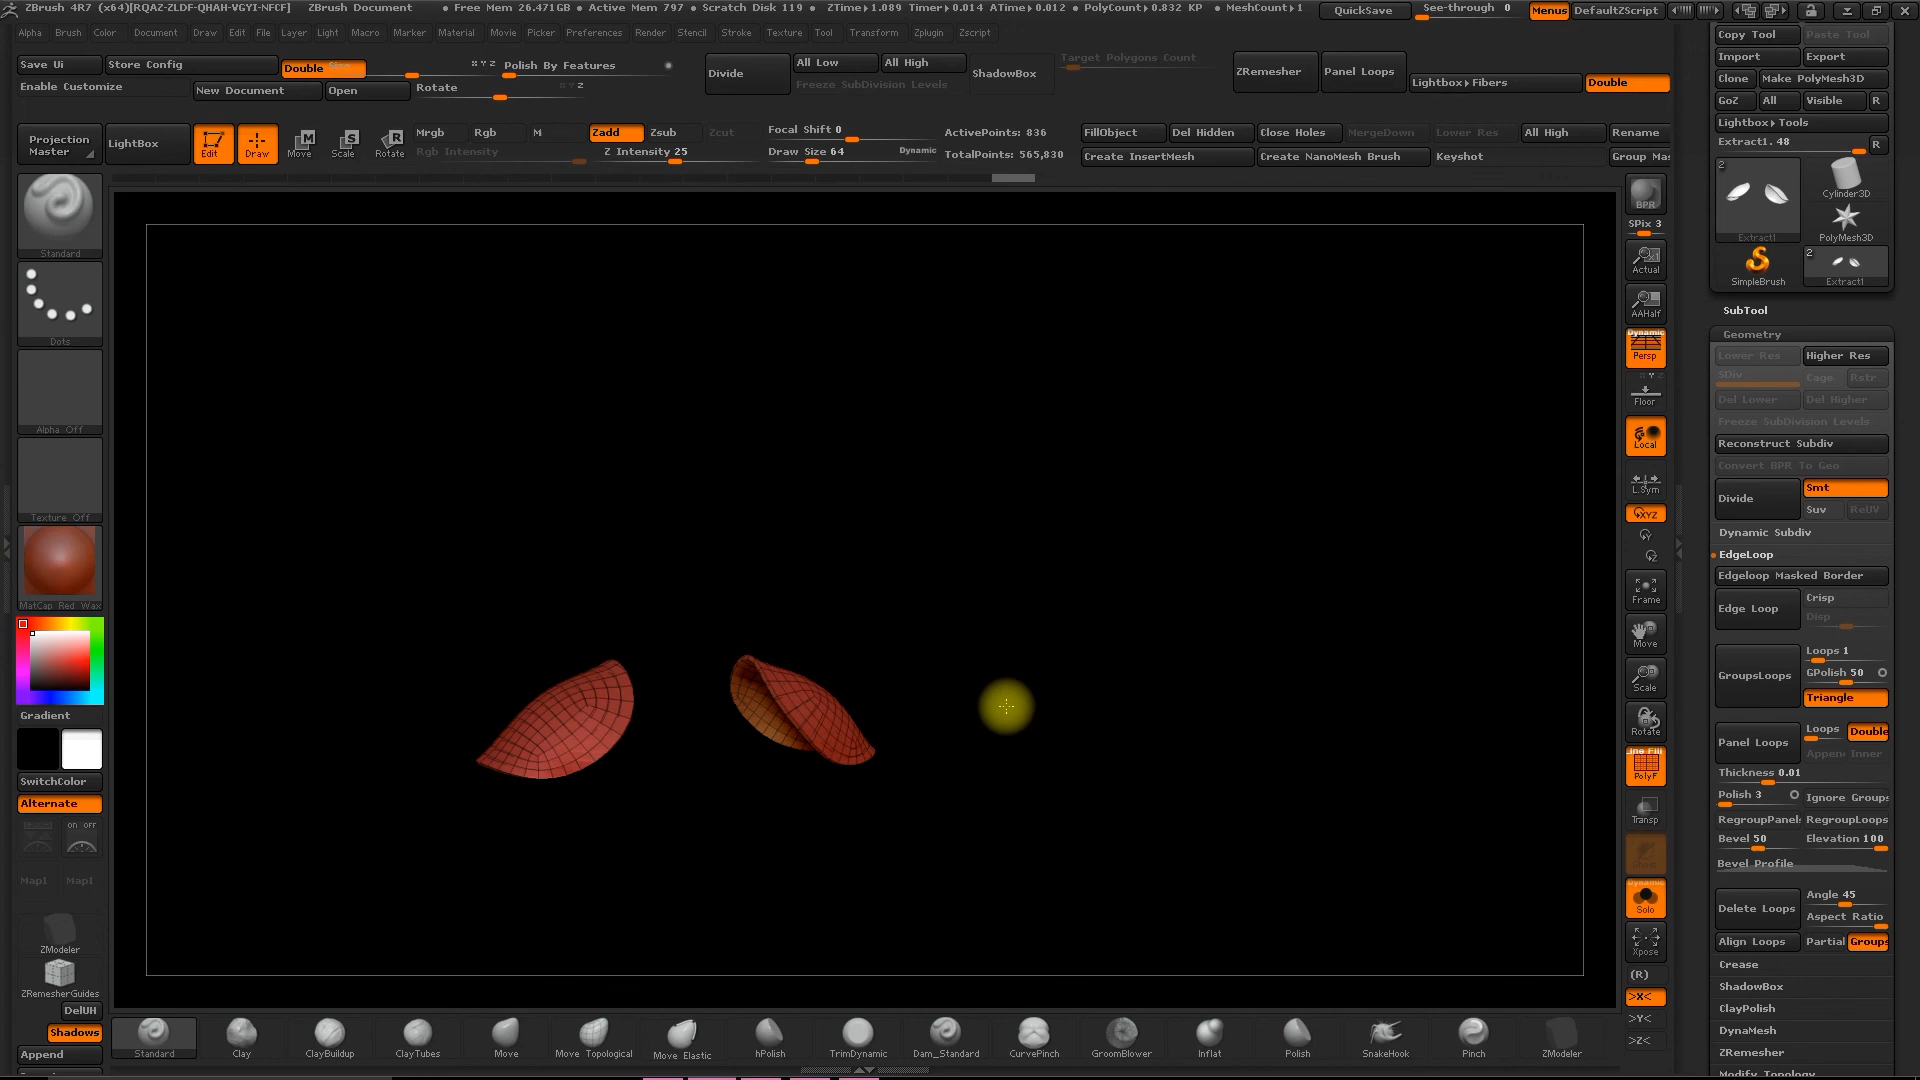 ZBrush 4R7 (x64)[RQAZ-ZLDF-QHAH-VGYI-NFCF] ZBrush Document • Free Mem 26.471GB • Active Mem 797 • Scratch Disk 119 • ZTime▸1.089 Timer▸0.014 ATime▸0.012 • PolyCount▸0.832 KP • MeshCount▸1 QuickSave See-through 0 Menus DefaultZScript
Alpha Brush Color Document Draw Edit File Layer Light Macro Marker Material Movie Picker Preferences Render Stencil Stroke Texture Tool Transform Zplugin Zscript
Save Ui Store Config Double Size X Y Z Polish By Features
Enable Customize New Document Open Rotate
Divide All Low All High ShadowBox Target Polygons Count
Freeze SubDivision Levels
ZRemesher Panel Loops Lightbox▸Fibers Double
Projection Master LightBox Edit Draw Move Scale Rotate
Mrgb Rgb M Zadd Zsub Zcut Focal Shift 0 ActivePoints: 836
Rgb Intensity Z Intensity 25 Draw Size 64 Dynamic TotalPoints: 565,830
FillObject Del Hidden Close Holes MergeDown Lower Res All High Rename
Create InsertMesh Create NanoMesh Brush Keyshot Group Mas
Standard
Dots
Alpha Off
Texture Off
MatCap Red Wax
Gradient
SwitchColor
Alternate
on off
Map1 Map1
ZModeler
ZRemesherGuides
DelUH
Shadows
Append
Standard Clay ClayBuildup ClayTubes Move Move Topological Move Elastic hPolish TrimDynamic Dam_Standard CurvePinch GroomBlower Inflat Polish SnakeHook Pinch ZModeler
BPR
SPix 3
Actual
AAHalf
Dynamic
Persp
Floor
Local
L.Sym
XYZ
Frame
Move
Scale
Rotate
Line Fill
PolyF
Transp
Dynamic
Solo
Xpose
(R)
>X<
>Y<
>Z<
Copy Tool Paste Tool
Import Export
Clone Make PolyMesh3D
GoZ All Visible R
Lightbox▸Tools
Extract1. 48 R
2 Cylinder3D
Extract1 PolyMesh3D
SimpleBrush 2 Extract1
SubTool
Geometry
Lower Res Higher Res
SDiv Cage Rstr
Del Lower Del Higher
Freeze SubDivision Levels
Reconstruct Subdiv
Convert BPR To Geo
Divide Smt
Suv ReUV
Dynamic Subdiv
EdgeLoop
Edgeloop Masked Border
Edge Loop Crisp
Disp
GroupsLoops Loops 1
GPolish 50
Triangle
Panel Loops Loops Double
Append Inner
Thickness 0.01
Polish 3 Ignore Groups
RegroupPanels RegroupLoops
Bevel 50 Elevation 100
Bevel Profile
Delete Loops Angle 45
Aspect Ratio
Align Loops Partial Groups
Crease
ShadowBox
ClayPolish
DynaMesh
ZRemesher
Modify Topology